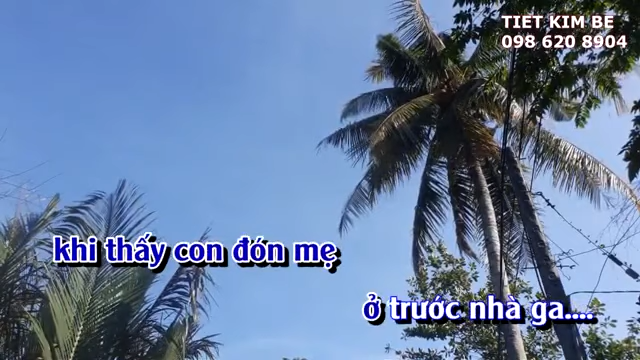 TIET KIM BE
098 620 8904
khi thấy con đón mẹ
ở trước nhà ga....